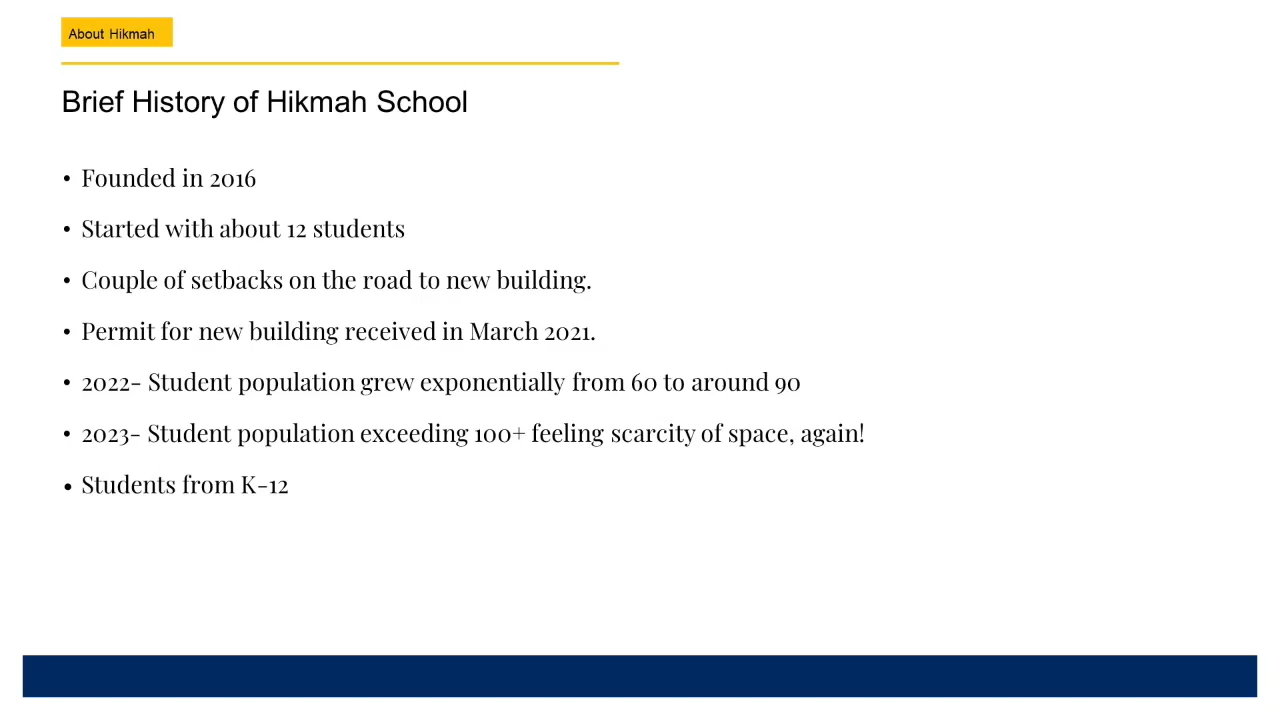 About Hikmah
Brief History of Hikmah School
• Founded in 2016
• Started with about 12 students
• Couple of setbacks on the road to new building.
• Permit for new building received in March 2021.
• 2022- Student population grew exponentially from 60 to around 90
• 2023- Student population exceeding 100+ feeling scarcity of space, again!
• Students from K-12